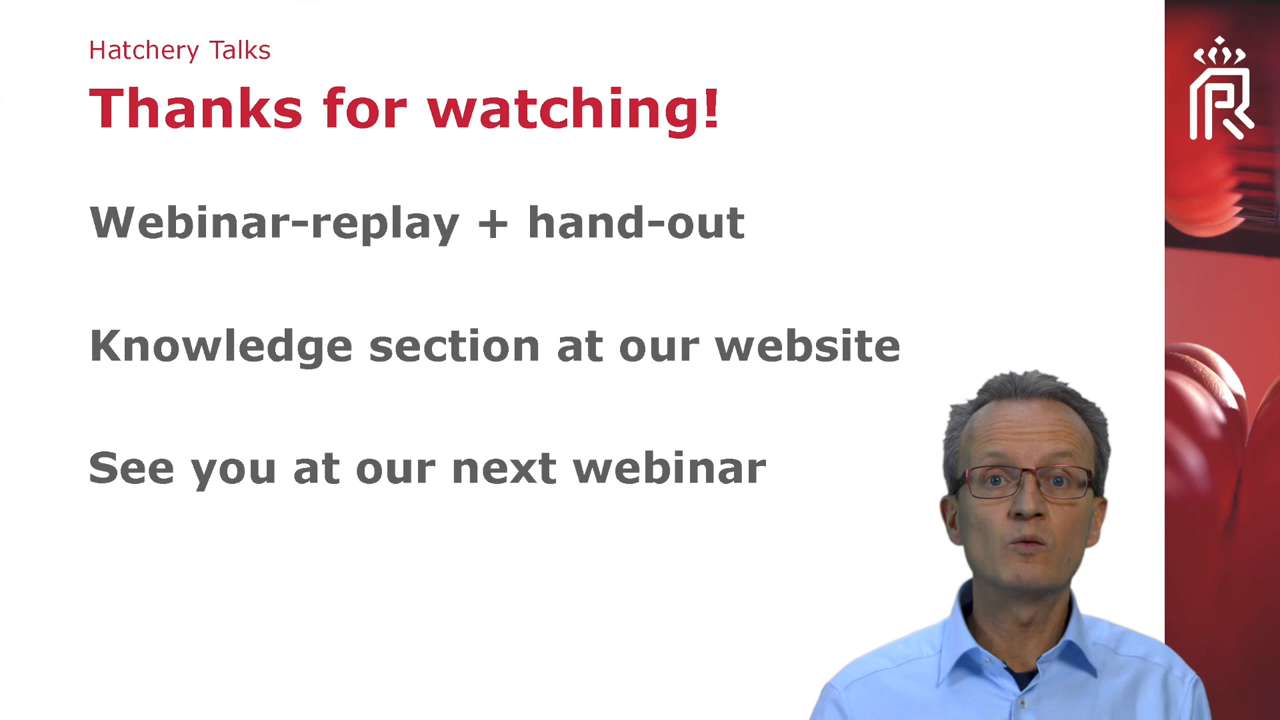 Hatchery Talks
Thanks for watching!
Webinar-replay + hand-out
Knowledge section at our website
See you at our next webinar